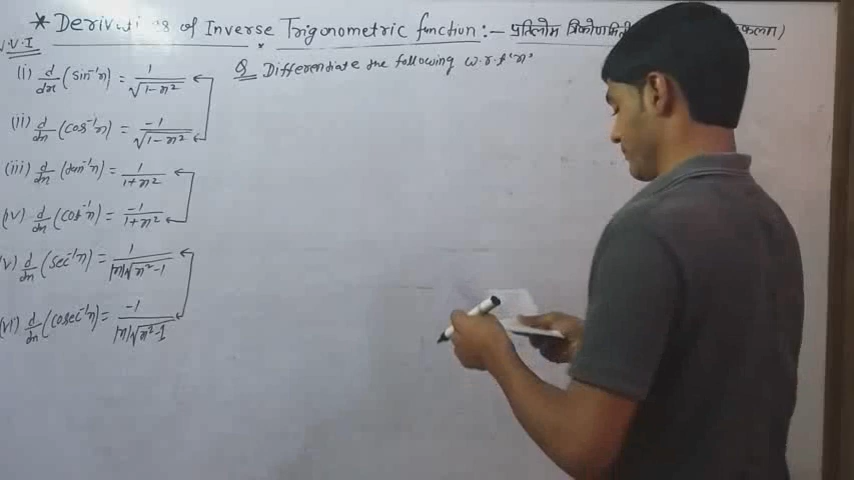 * Derivatives of Inverse Trigonometric function :- प्रतिलोम त्रिकोणमिती
V.V.I
Q Differentiate the following w.r.t 'x'
(i) d/dx (sin⁻¹x) = 1/√(1-x²)
(ii) d/dx (cos⁻¹x) = -1/√(1-x²)
(iii) d/dx (tan⁻¹x) = 1/(1+x²)
(iv) d/dx (cot⁻¹x) = -1/(1+x²)
(v) d/dx (sec⁻¹x) = 1/(|x|√(x²-1))
(vi) d/dx (cosec⁻¹x) = -1/(|x|√(x²-1))